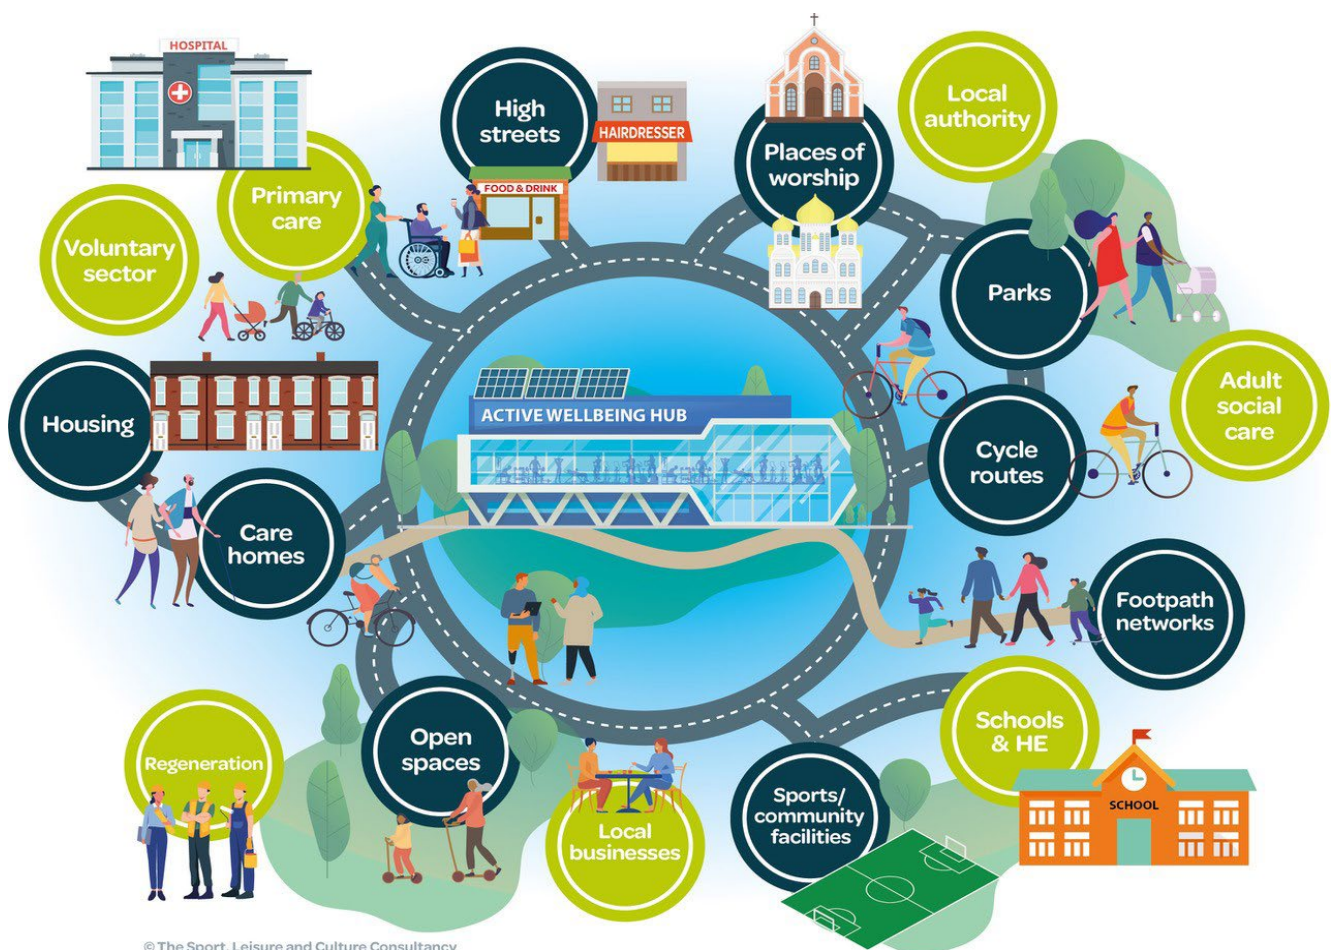 HOSPITAL
High
streets
HAIRDRESSER
FOOD & DRINK
Places of
worship
Local
authority
Primary
care
Voluntary
sector
Parks
Housing
ACTIVE WELLBEING HUB
Adult
social
care
Cycle
routes
Care
homes
Footpath
networks
Regeneration
Open
spaces
Local
businesses
Sports/
community
facilities
Schools
& HE
SCHOOL
© The Sport, Leisure and Culture Consultancy